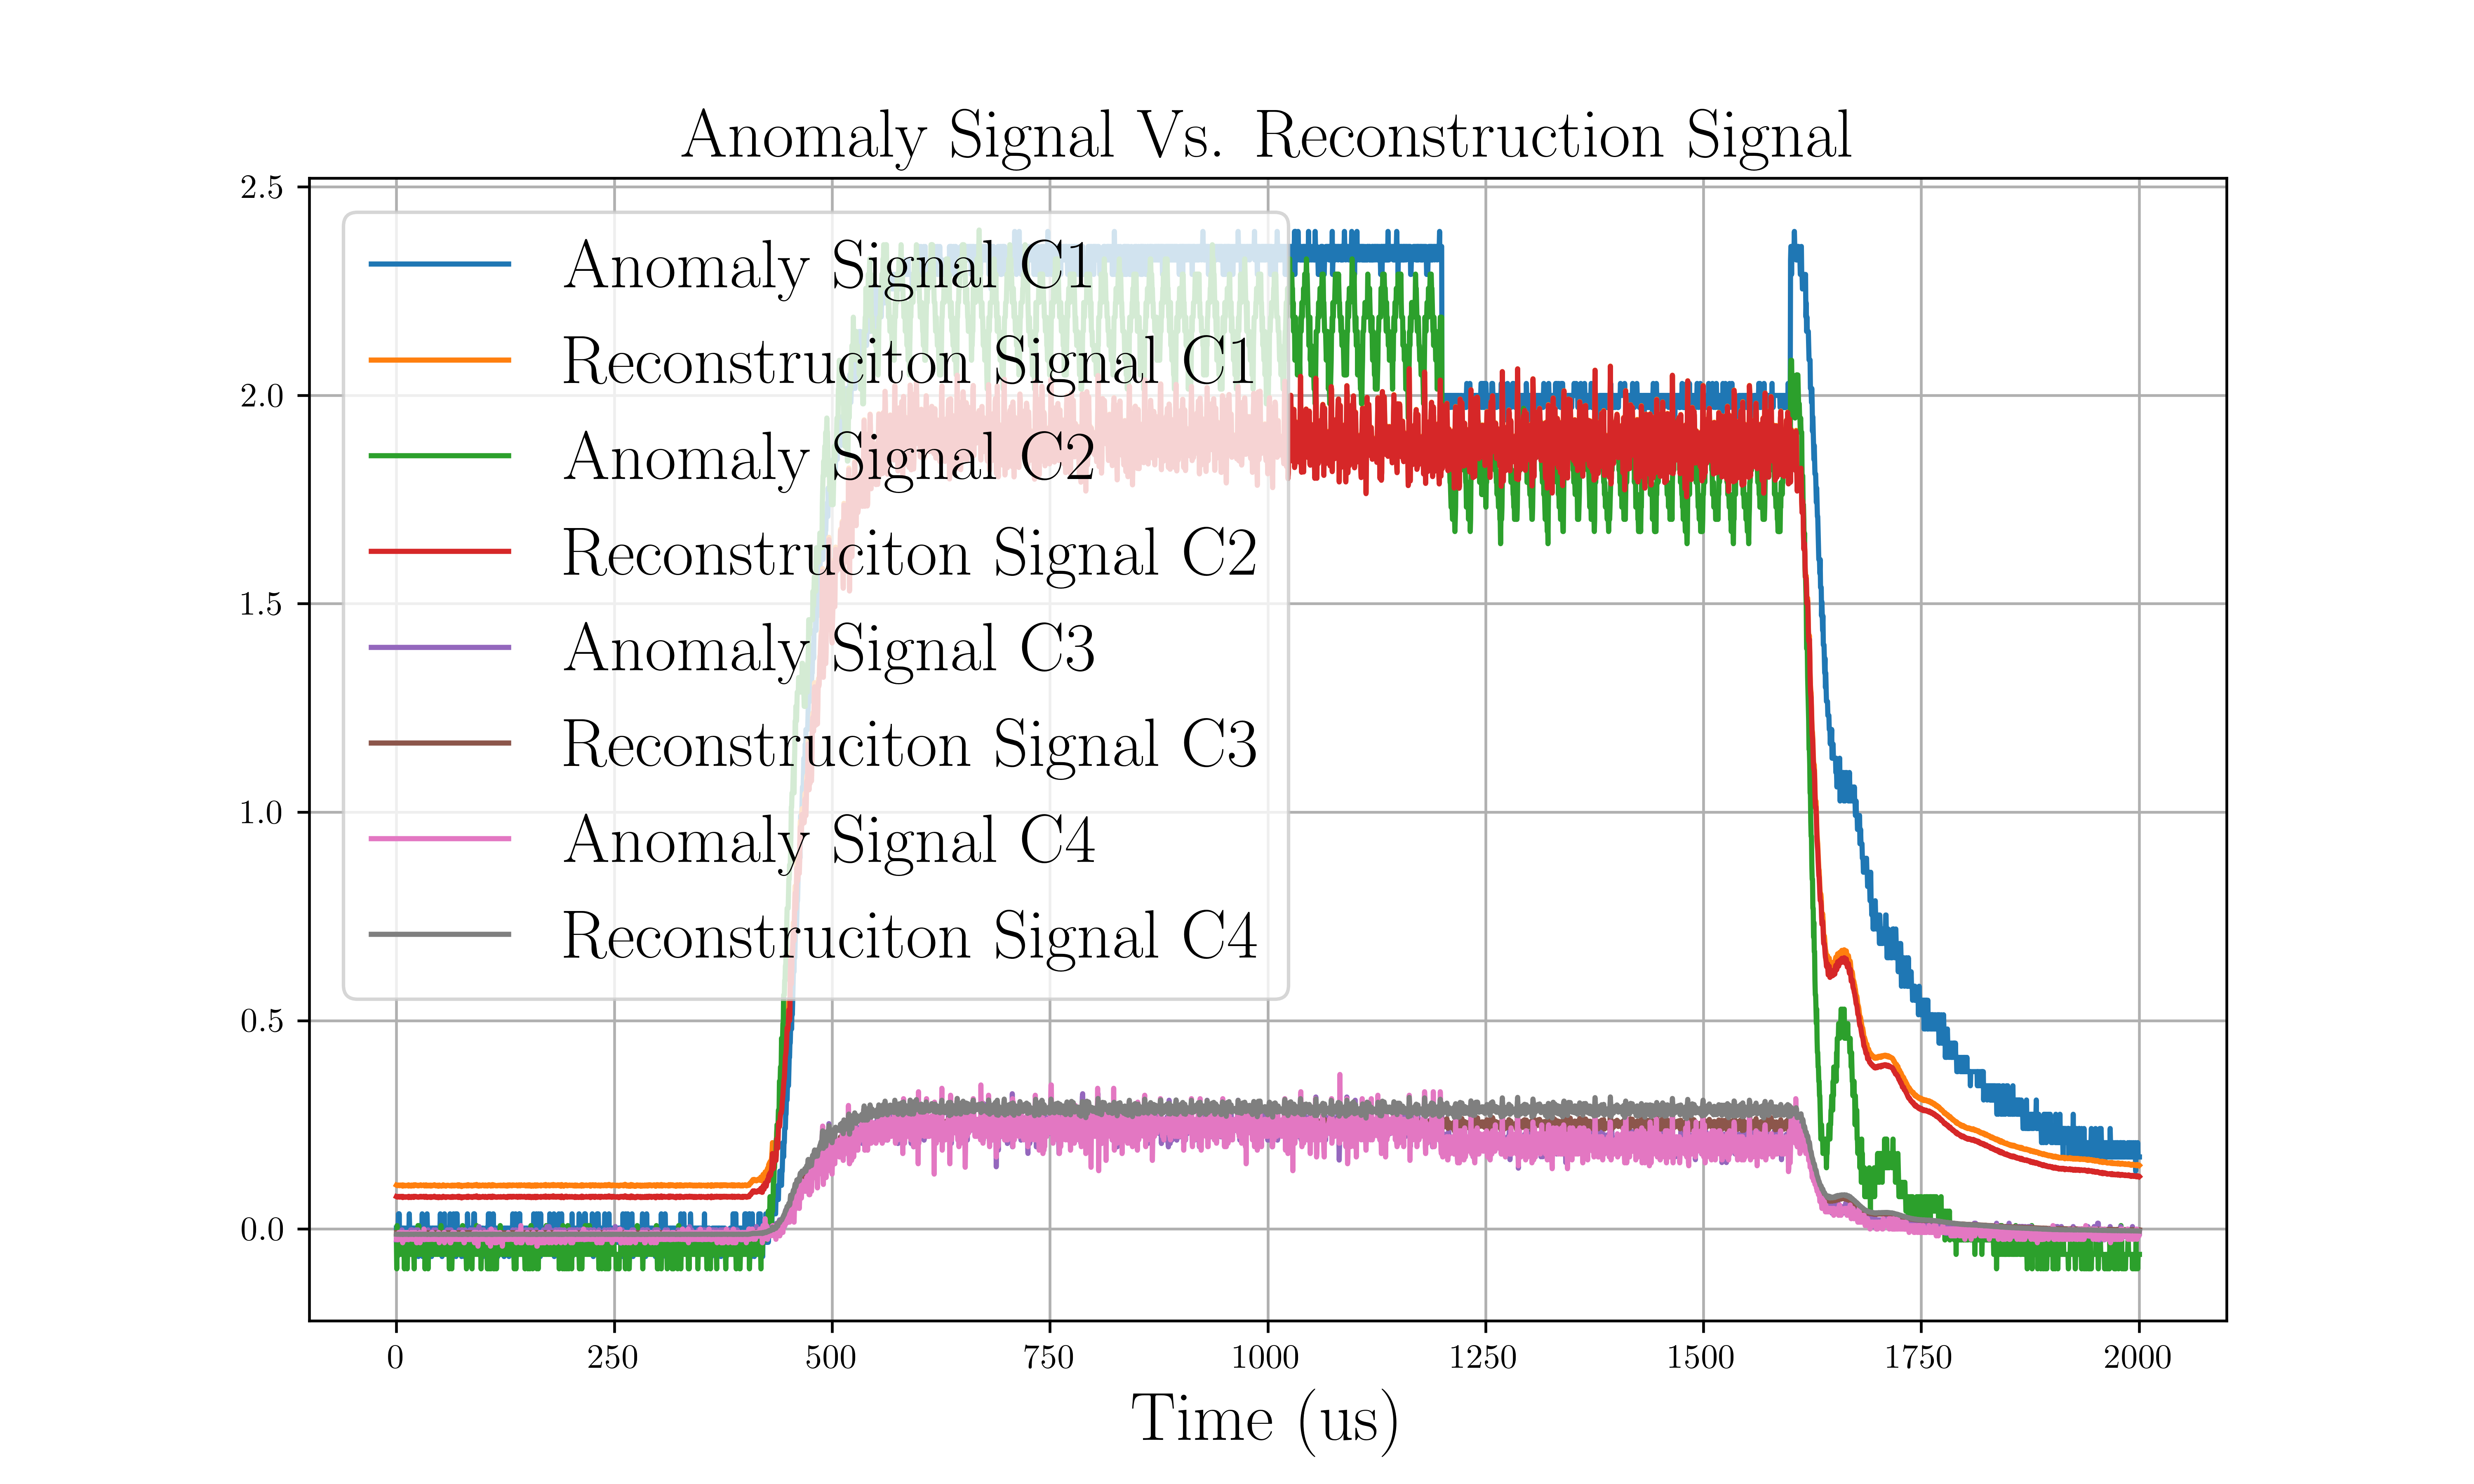 Anomaly Signal Vs. Reconstruction Signal
2.5
2.0
1.5
1.0
0.5
0.0
Anomaly Signal C1
Reconstruciton Signal C1
Anomaly Signal C2
Reconstruciton Signal C2
Anomaly Signal C3
Reconstruciton Signal C3
Anomaly Signal C4
Reconstruciton Signal C4
0 250 500 750 1000 1250 1500 1750 2000
Time (us)